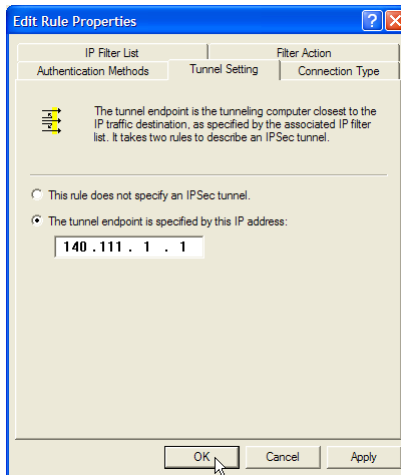 Edit Rule Properties
IP Filter List Filter Action
Authentication Methods Tunnel Setting Connection Type
The tunnel endpoint is the tunneling computer closest to the
IP traffic destination, as specified by the associated IP filter
list. It takes two rules to describe an IPSec tunnel.
This rule does not specify an IPSec tunnel.
The tunnel endpoint is specified by this IP address:
140 . 111 . 1 . 1
OK Cancel Apply